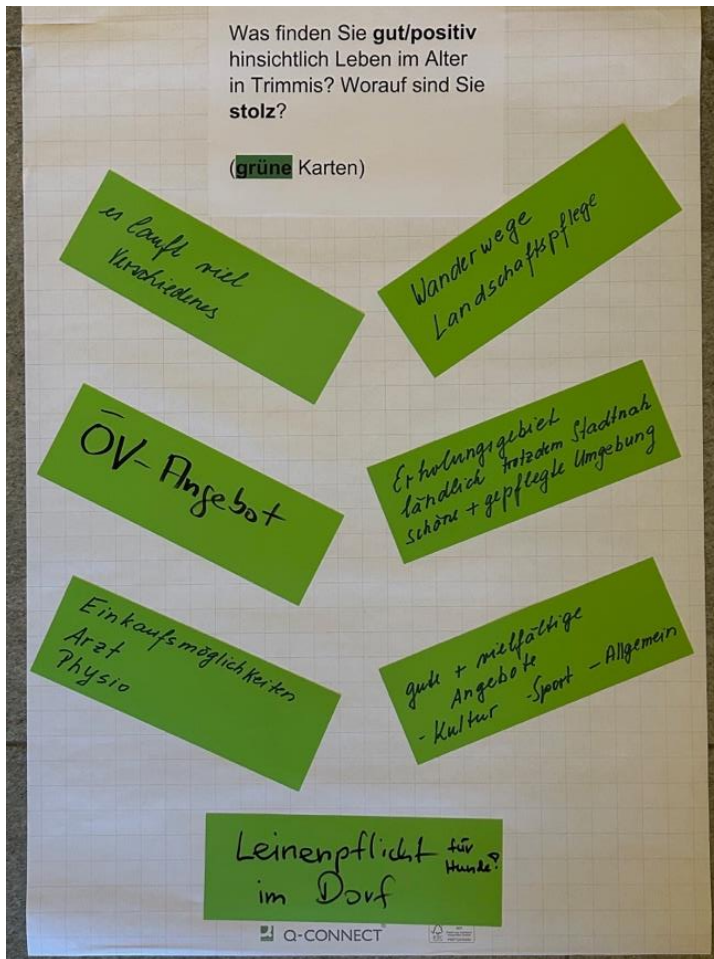 Was finden Sie gut/positiv
hinsichtlich Leben im Alter
in Trimmis? Worauf sind Sie
stolz?
(grüne Karten)
es lauft viel
Verschiedenes
Wanderwege
Landschaftspflege
ÖV-Angebot
Erholungsgebiet
ländlich trotzdem Stadtnah
schöne + gepflegte Umgebung
Einkaufsmöglichkeiten
Arzt
Physio
gute + vielfältige
Angebote
- Kultur - Sport - Allgemein
Leinenpflicht für
Hunde?
im Dorf
Q-CONNECT